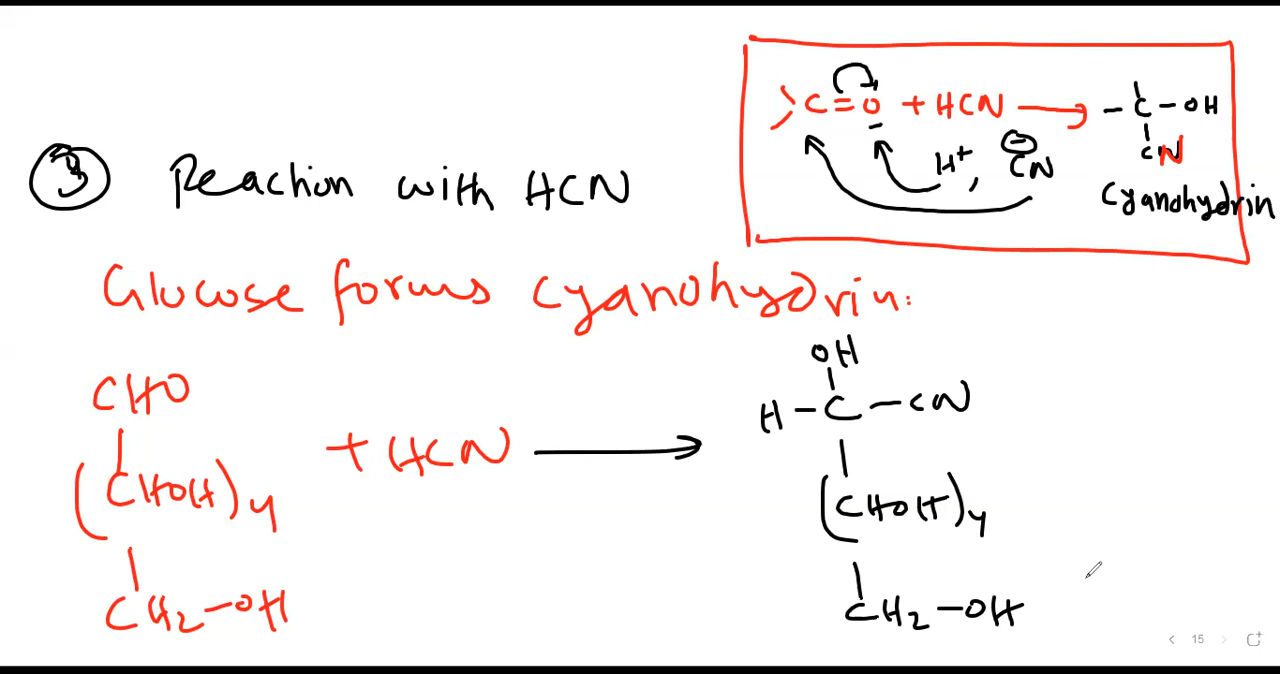 >C=O + HCN → -C-OH
H+, CN
CN
Cyanohydrin
3 Reaction with HCN
Glucose forms cyanohydrin:
OH
CHO
H-C-CN
+ HCN →
(CHOH)4
(CHOH)4
CH2-OH
CH2-OH
15